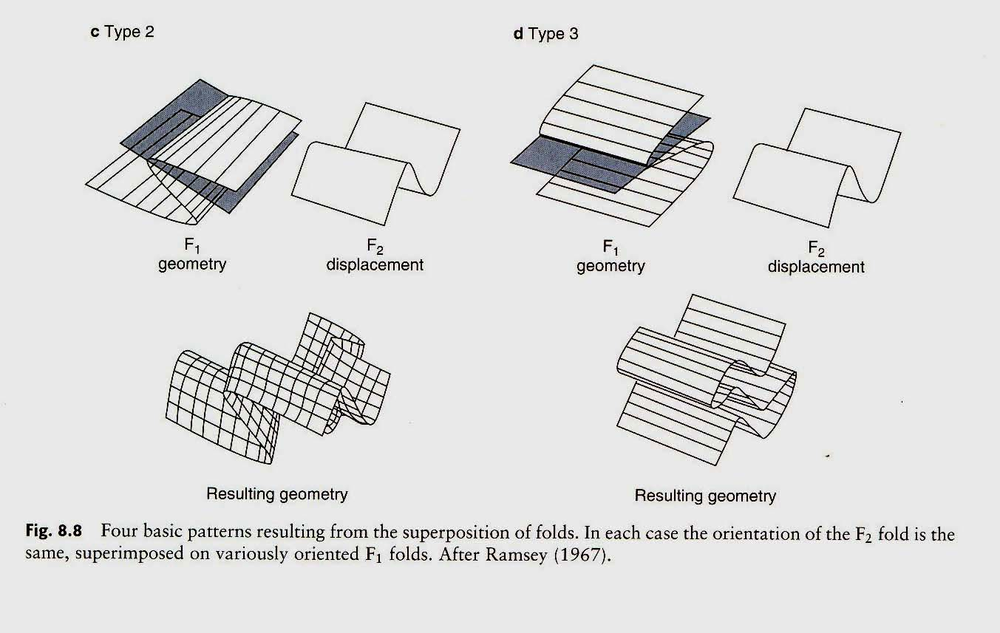 c Type 2
d Type 3
F1
geometry
F2
displacement
F1
geometry
F2
displacement
Resulting geometry
Resulting geometry
Fig. 8.8 Four basic patterns resulting from the superposition of folds. In each case the orientation of the F2 fold is the
same, superimposed on variously oriented F1 folds. After Ramsey (1967).